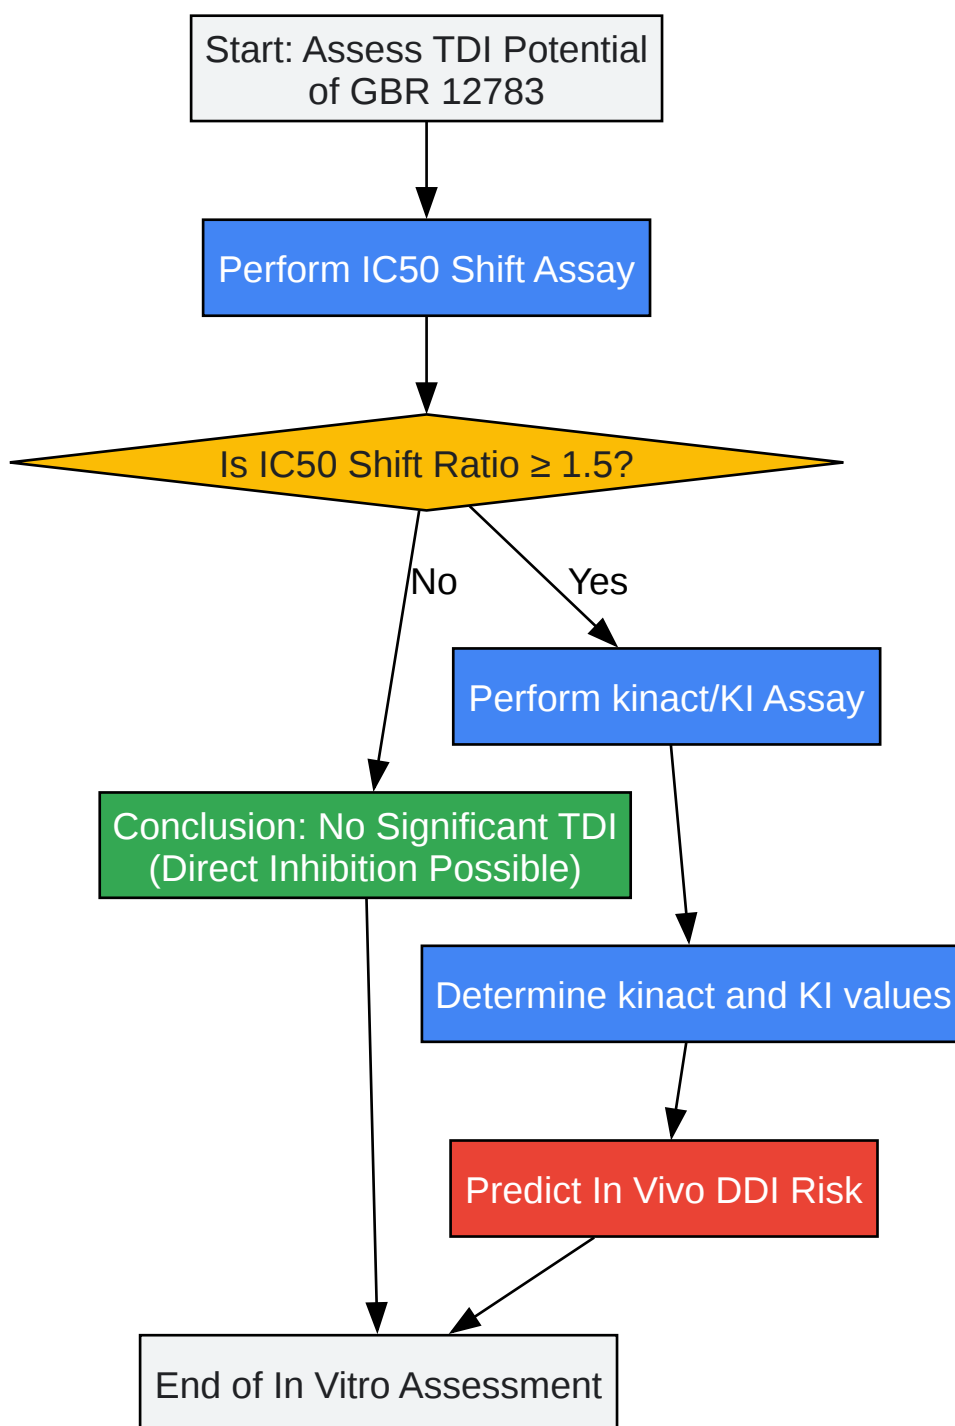 Start: Assess TDI Potential
of GBR 12783
Perform IC50 Shift Assay
Is IC50 Shift Ratio ≥ 1.5?
No
Yes
Perform kinact/KI Assay
Conclusion: No Significant TDI
(Direct Inhibition Possible)
Determine kinact and KI values
Predict In Vivo DDI Risk
End of In Vitro Assessment